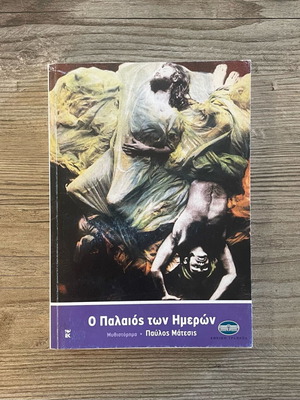 Ο Παλαιός των Ημερών
Μυθιστόρημα • Παύλος Μάτεσις